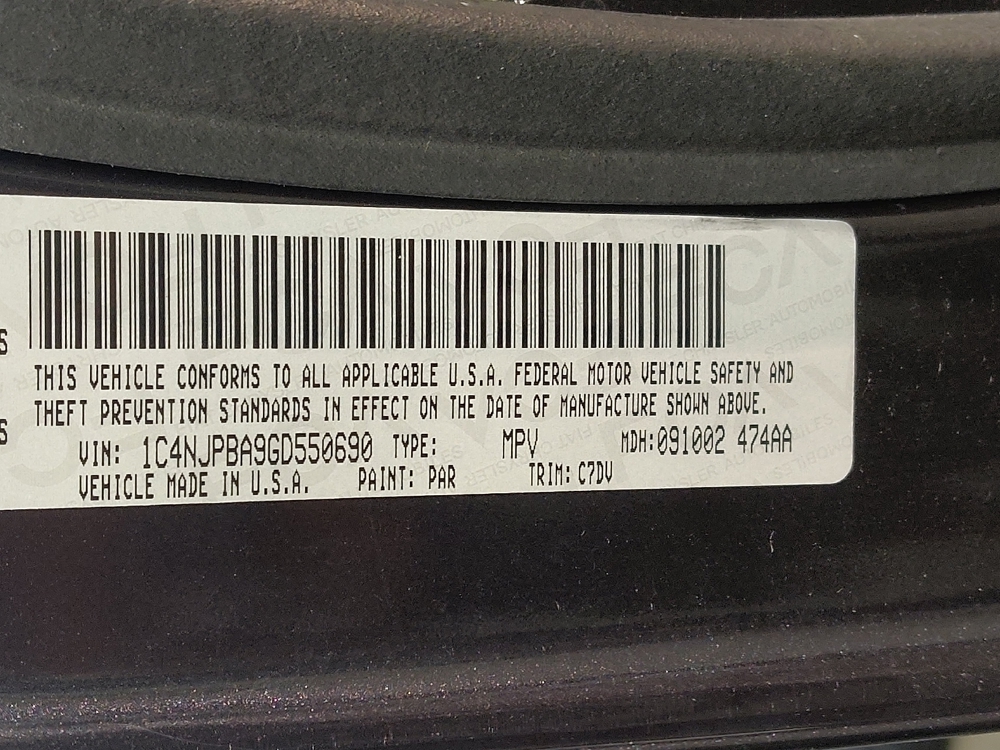 S
THIS VEHICLE CONFORMS TO ALL APPLICABLE U.S.A. FEDERAL MOTOR VEHICLE SAFETY AND
THEFT PREVENTION STANDARDS IN EFFECT ON THE DATE OF MANUFACTURE SHOWN ABOVE.
S
VIN: 1C4NJPBA9GD550690 TYPE: MPV MDH:091002 474AA
VEHICLE MADE IN U.S.A. PAINT: PAR TRIM: C7DV